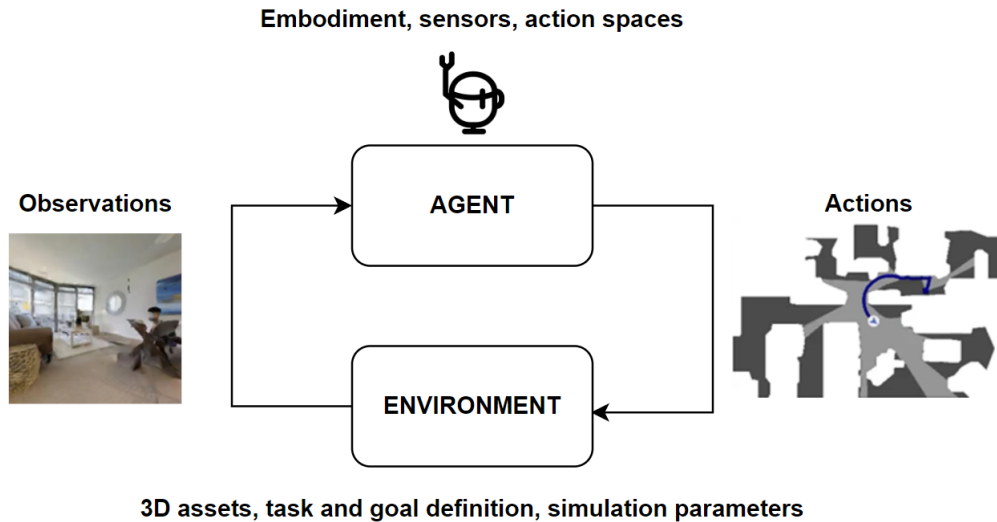 Embodiment, sensors, action spaces
Observations
AGENT
Actions
ENVIRONMENT
3D assets, task and goal definition, simulation parameters